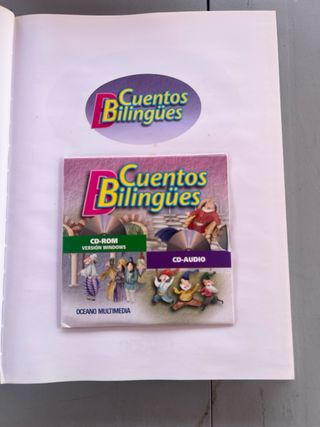 Cuentos
Bilingües
Cuentos
Bilingües
CD-ROM
VERSIÓN WINDOWS
CD-AUDIO
OCEANO MULTIMEDIA